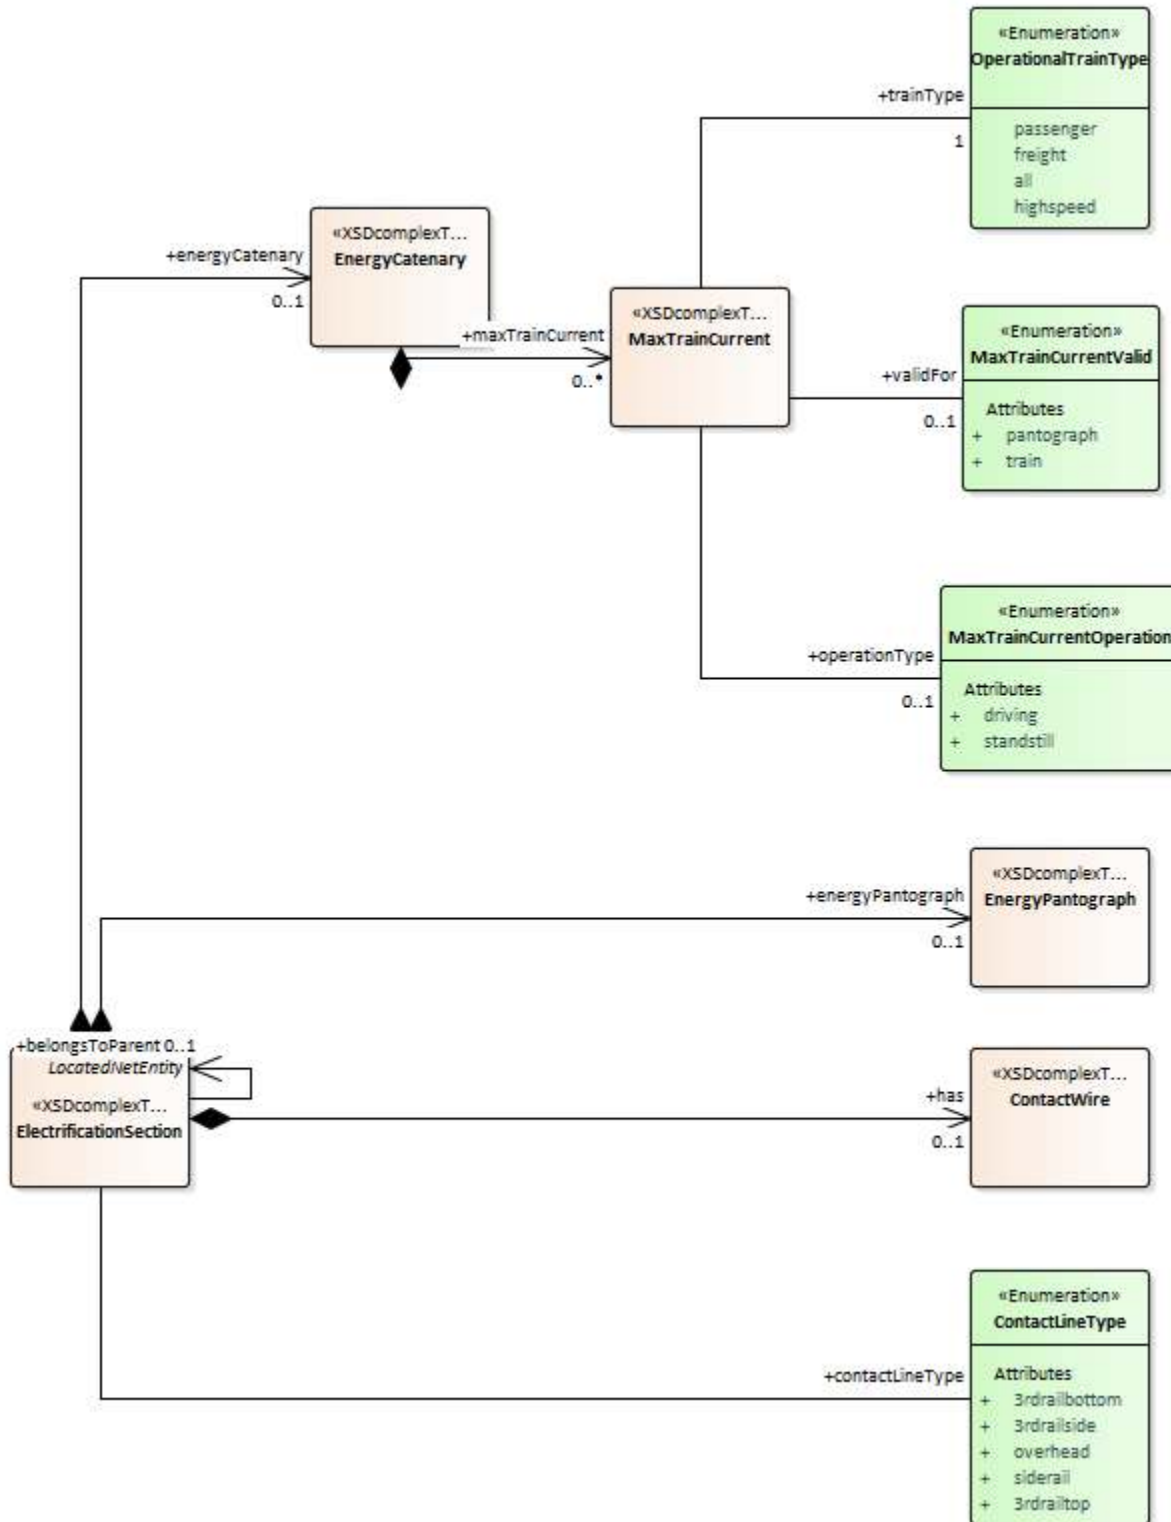 «Enumeration»
OperationalTrainType
+trainType
1
passenger
freight
all
highspeed
«XSDcomplexT...
EnergyCatenary
+energyCatenary
0..1
+maxTrainCurrent
0..*
«XSDcomplexT...
MaxTrainCurrent
«Enumeration»
MaxTrainCurrentValid
+validFor
0..1
Attributes
+ pantograph
+ train
«Enumeration»
MaxTrainCurrentOperation
+operationType
0..1
Attributes
+ driving
+ standstill
«XSDcomplexT...
EnergyPantograph
+energyPantograph
0..1
+belongsToParent 0..1
LocatedNetEntity
«XSDcomplexT...
ElectrificationSection
«XSDcomplexT...
ContactWire
+has
0..1
«Enumeration»
ContactLineType
+contactLineType
Attributes
+ 3rdrailbottom
+ 3rdrailside
+ overhead
+ siderail
+ 3rdrailtop